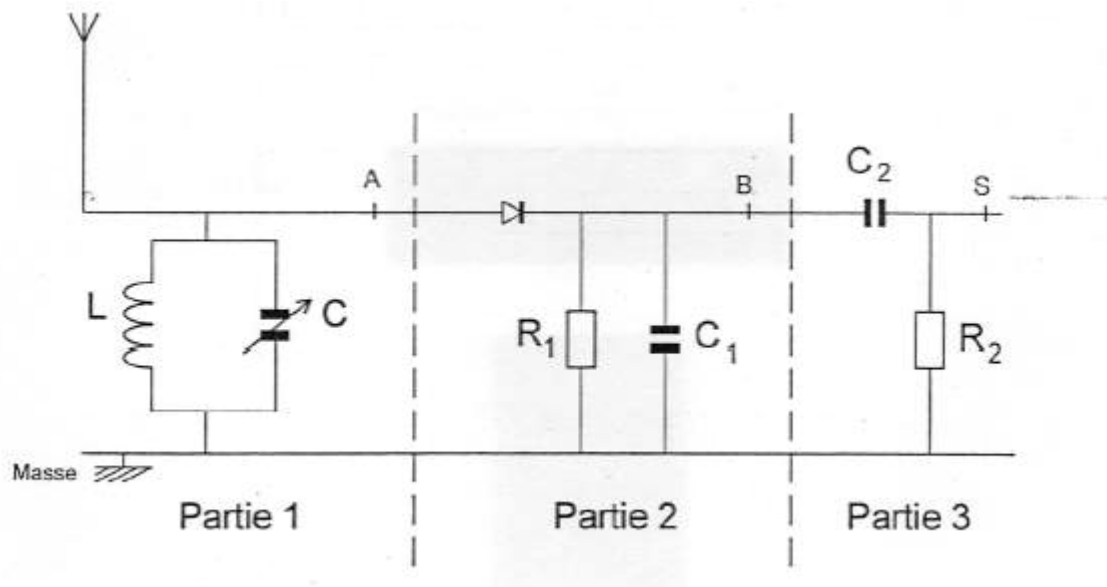 A
B
C2
S
L
C
R1
C1
R2
Masse
Partie 1
Partie 2
Partie 3